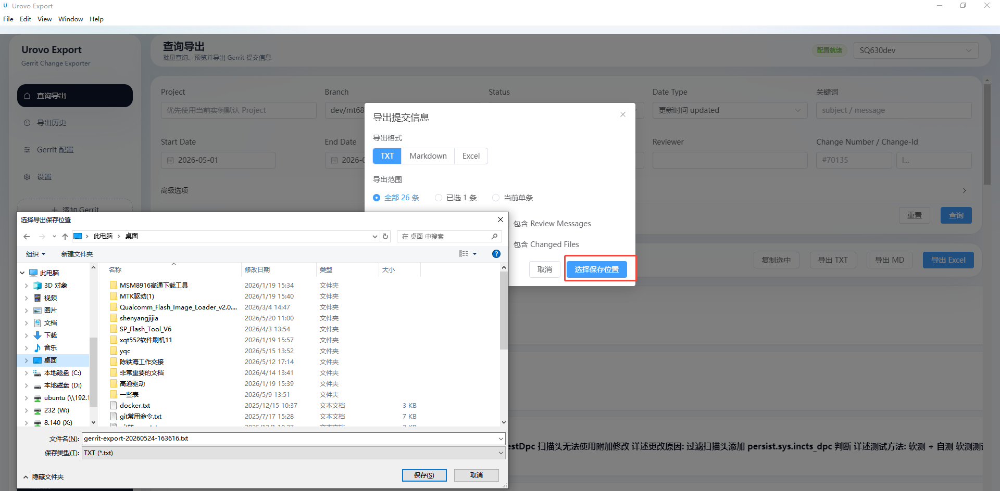 Urovo Export
File Edit View Window Help
Urovo Export
Gerrit Change Exporter
查询导出
导出历史
Gerrit 配置
设置
添加 Gerrit
查询导出
批量查询、预览并导出 Gerrit 提交信息
配置就绪
SQ630dev
Project
优先使用当前实例默认 Project
Branch
dev/mt68
Status
Date Type
更新时间 updated
关键词
subject / message
Start Date
2026-05-01
End Date
2026-0
Reviewer
Change Number / Change-Id
#70135
I...
高级选项
重置
查询
复制选中
导出 TXT
导出 MD
导出 Excel
导出提交信息
导出格式
TXT
Markdown
Excel
导出范围
全部 26 条
已选 1 条
当前单条
包含 Review Messages
包含 Changed Files
取消
选择保存位置
estDpc 扫描头无法使用附加修改 详述更改原因: 过滤扫描头添加 persist.sys.incts_dpc 判断 详述测试方法: 软测 + 自测 软测测
选择导出保存位置
此电脑 桌面
在 桌面 中搜索
组织
新建文件夹
此电脑
3D 对象
视频
图片
文档
下载
音乐
桌面
本地磁盘 (C:)
本地磁盘 (D:)
ubuntu (\\192.1
232 (W:)
8.140 (X:)
名称 修改日期 类型 大小
MSM8916高通下载工具 2026/1/19 15:34 文件夹
MTK驱动(1) 2026/1/19 15:40 文件夹
Qualcomm_Flash_Image_Loader_v2.0.... 2026/3/4 14:47 文件夹
shenyangjijia 2026/5/20 11:00 文件夹
SP_Flash_Tool_V6 2026/4/3 13:54 文件夹
xqt552软件刷机11 2026/1/19 15:57 文件夹
yqc 2026/5/15 13:52 文件夹
陈铁海工作交接 2026/5/12 17:14 文件夹
非常重要的文档 2026/4/14 13:41 文件夹
高通驱动 2026/1/19 15:39 文件夹
一些表 2026/5/9 13:51 文件夹
docker.txt 2025/12/15 10:37 文本文档 3 KB
git常用命令.txt 2025/7/17 15:28 文本文档 7 KB
文件名(N): gerrit-export-20260524-163616.txt
保存类型(T): TXT (*.txt)
隐藏文件夹
保存(S)
取消